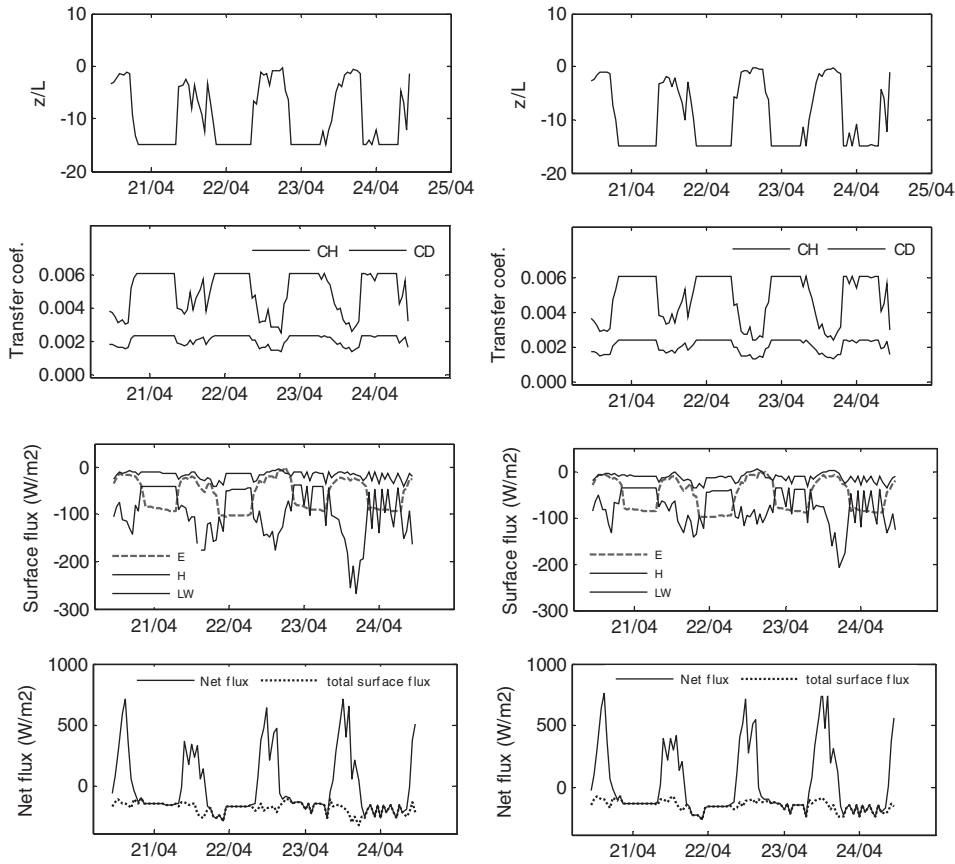 10
0
-10
-20
z/L
21/04 22/04 23/04 24/04 25/04
10
0
-10
-20
z/L
21/04 22/04 23/04 24/04 25/04
CH CD
0.006
0.004
0.002
0.000
Transfer coef.
21/04 22/04 23/04 24/04
CH CD
0.006
0.004
0.002
0.000
Transfer coef.
21/04 22/04 23/04 24/04
0
-100
-200
-300
Surface flux (W/m2)
E
H
LW
21/04 22/04 23/04 24/04
0
-100
-200
-300
Surface flux (W/m2)
E
H
LW
21/04 22/04 23/04 24/04
1000
500
0
Net flux (W/m2)
Net flux total surface flux
21/04 22/04 23/04 24/04
1000
500
0
Net flux (W/m2)
Net flux total surface flux
21/04 22/04 23/04 24/04